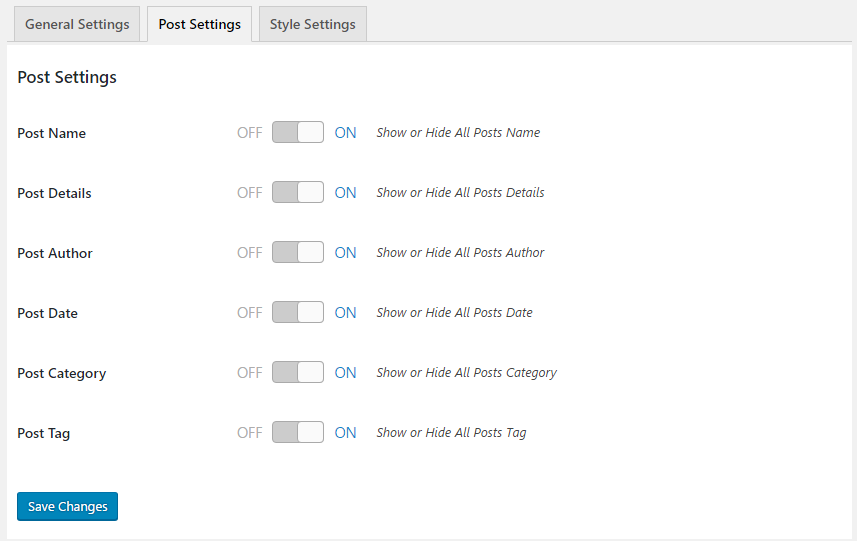 General Settings Post Settings Style Settings
Post Settings
Post Name OFF ON Show or Hide All Posts Name
Post Details OFF ON Show or Hide All Posts Details
Post Author OFF ON Show or Hide All Posts Author
Post Date OFF ON Show or Hide All Posts Date
Post Category OFF ON Show or Hide All Posts Category
Post Tag OFF ON Show or Hide All Posts Tag
Save Changes